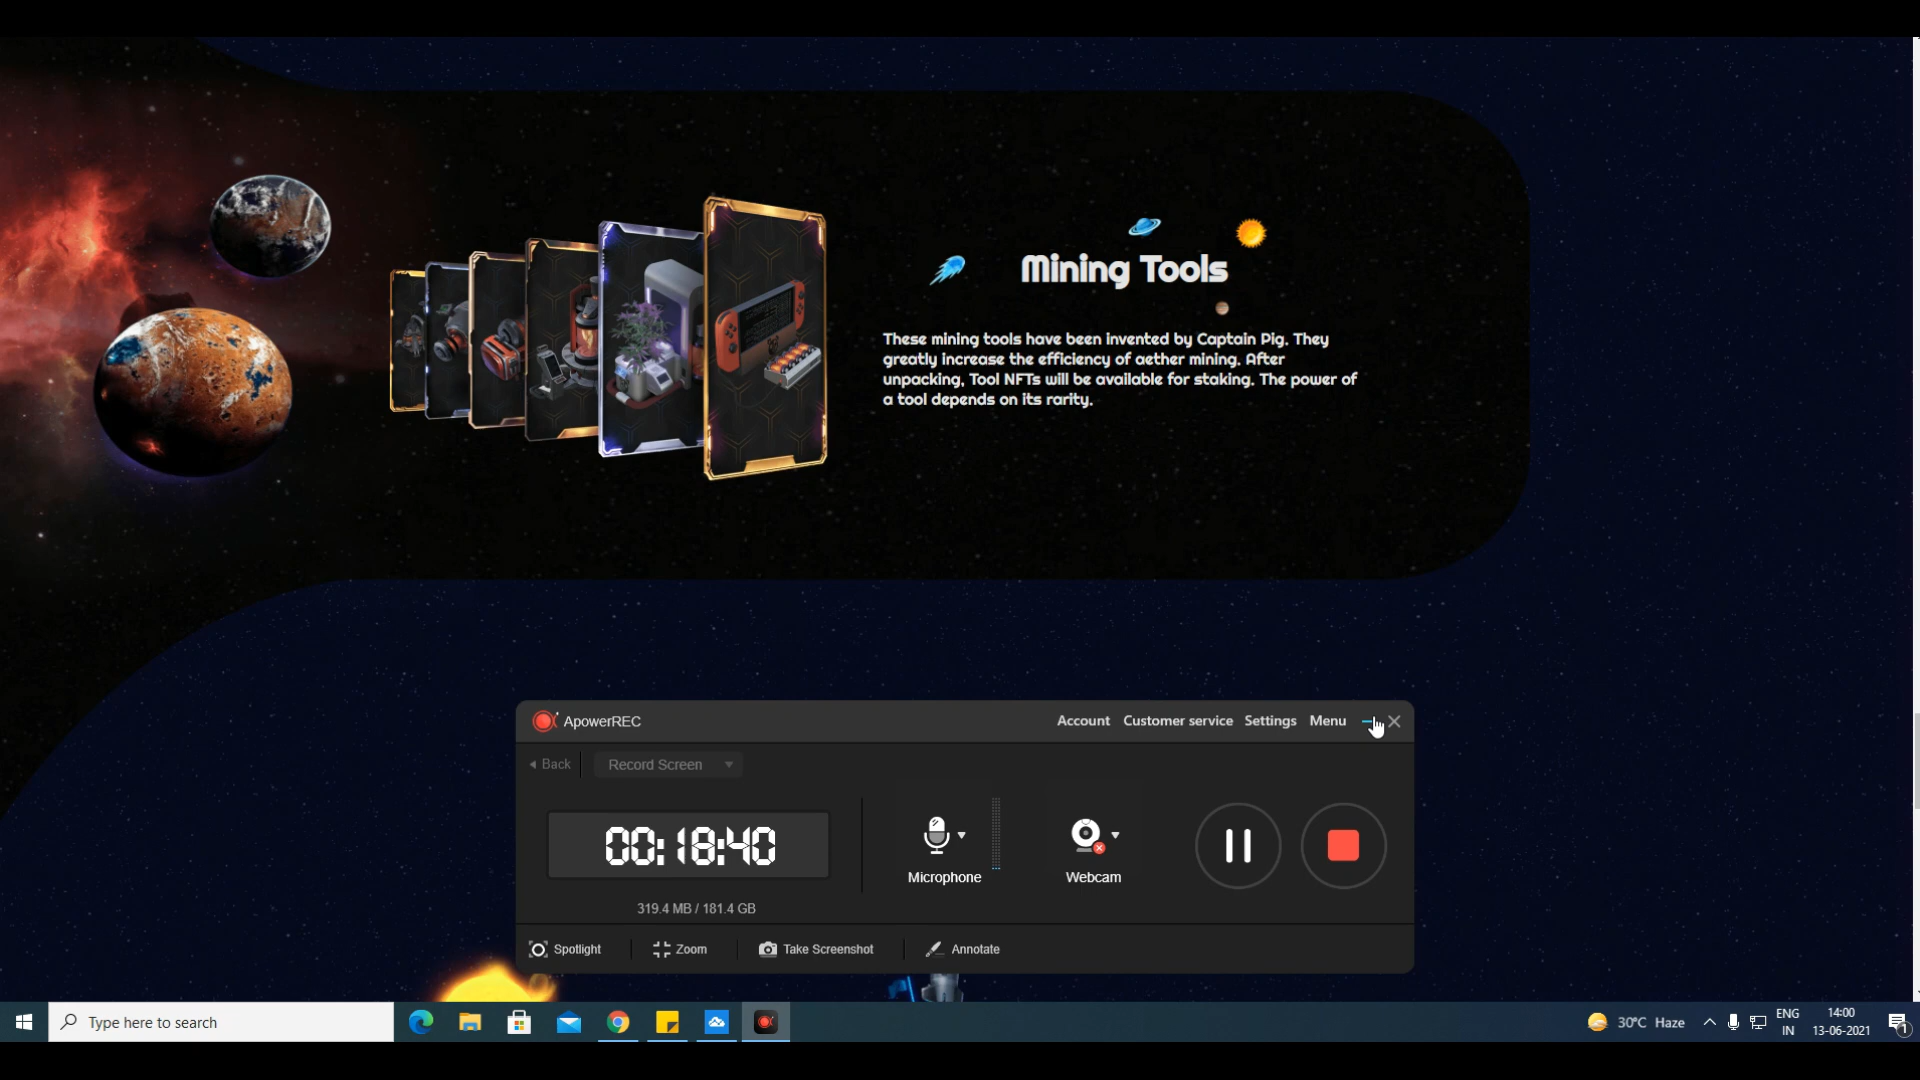 Mining Tools
These mining tools have been invented by Captain Pig. They
greatly increase the efficiency of aether mining. After
unpacking, Tool NFTs will be available for staking. The power of
a tool depends on its rarity.
ApowerREC
Account Customer service Settings Menu
Back Record Screen
00:18:40
Microphone
Webcam
319.4 MB / 181.4 GB
Spotlight Zoom Take Screenshot Annotate
Type here to search
30°C Haze
ENG
IN
14:00
13-06-2021
1